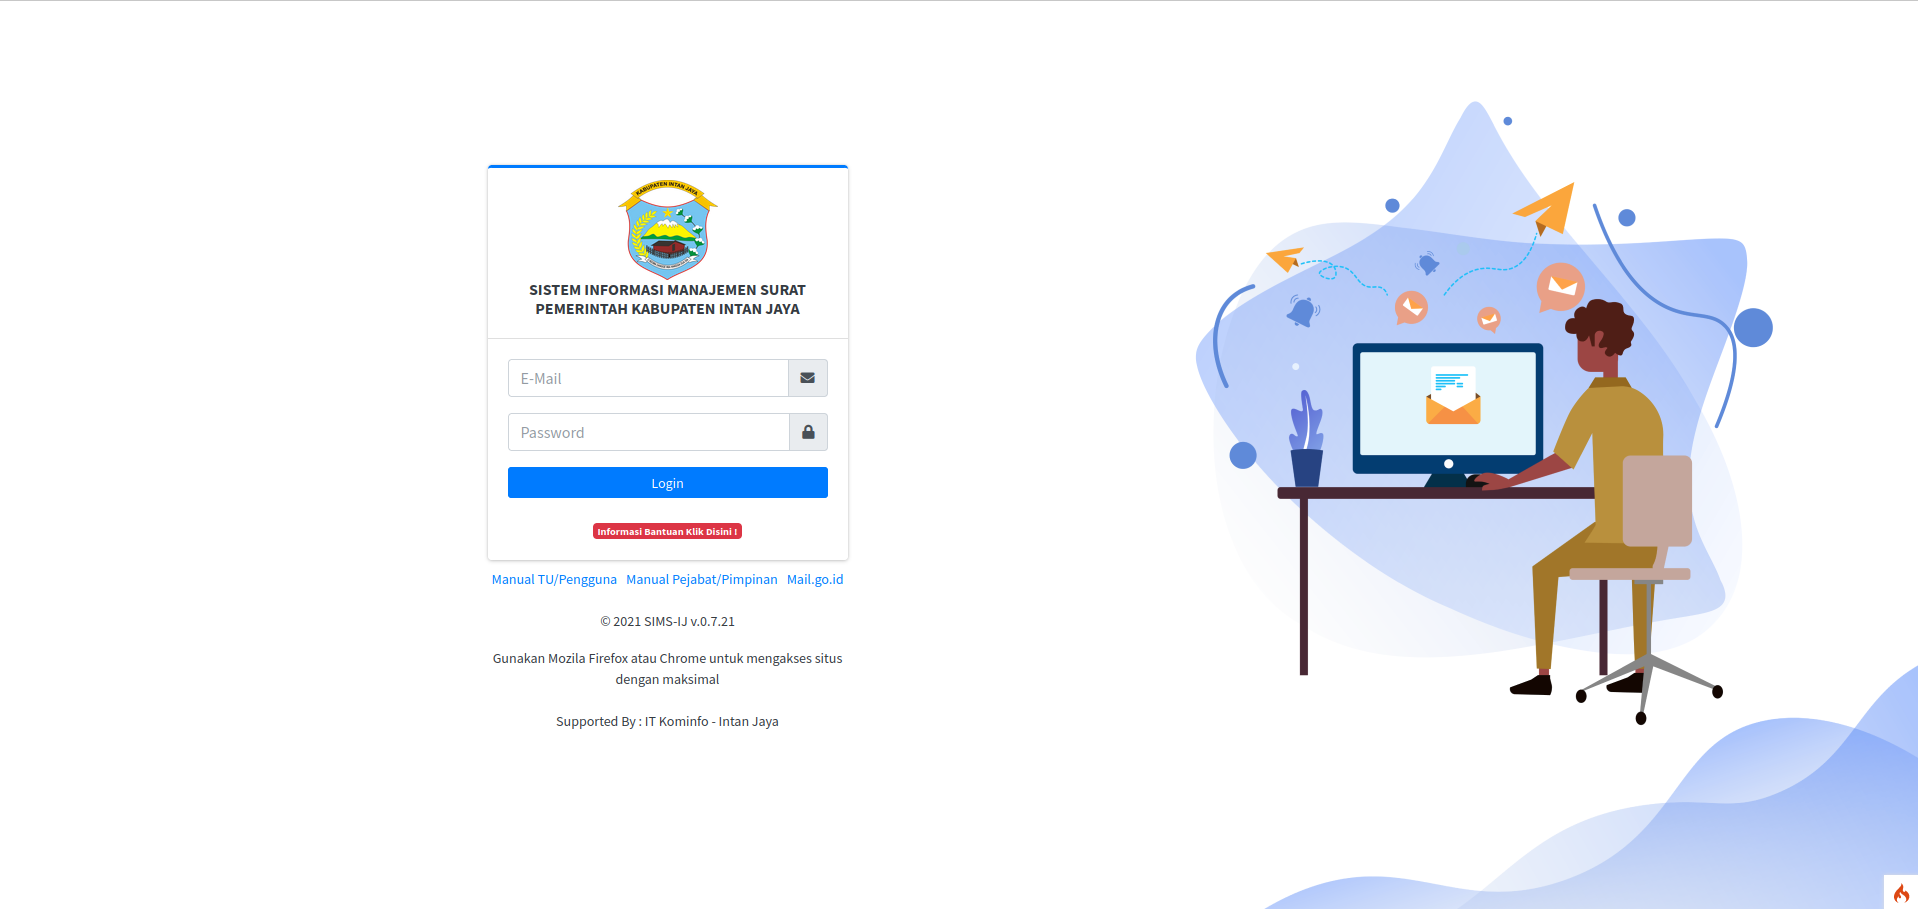 KABUPATEN INTAN JAYA
SISTEM INFORMASI MANAJEMEN SURAT
PEMERINTAH KABUPATEN INTAN JAYA
E-Mail
Password
Login
Informasi Bantuan Klik Disini !
Manual TU/Pengguna Manual Pejabat/Pimpinan Mail.go.id
© 2021 SIMS-IJ v.0.7.21
Gunakan Mozila Firefox atau Chrome untuk mengakses situs
dengan maksimal
Supported By : IT Kominfo - Intan Jaya